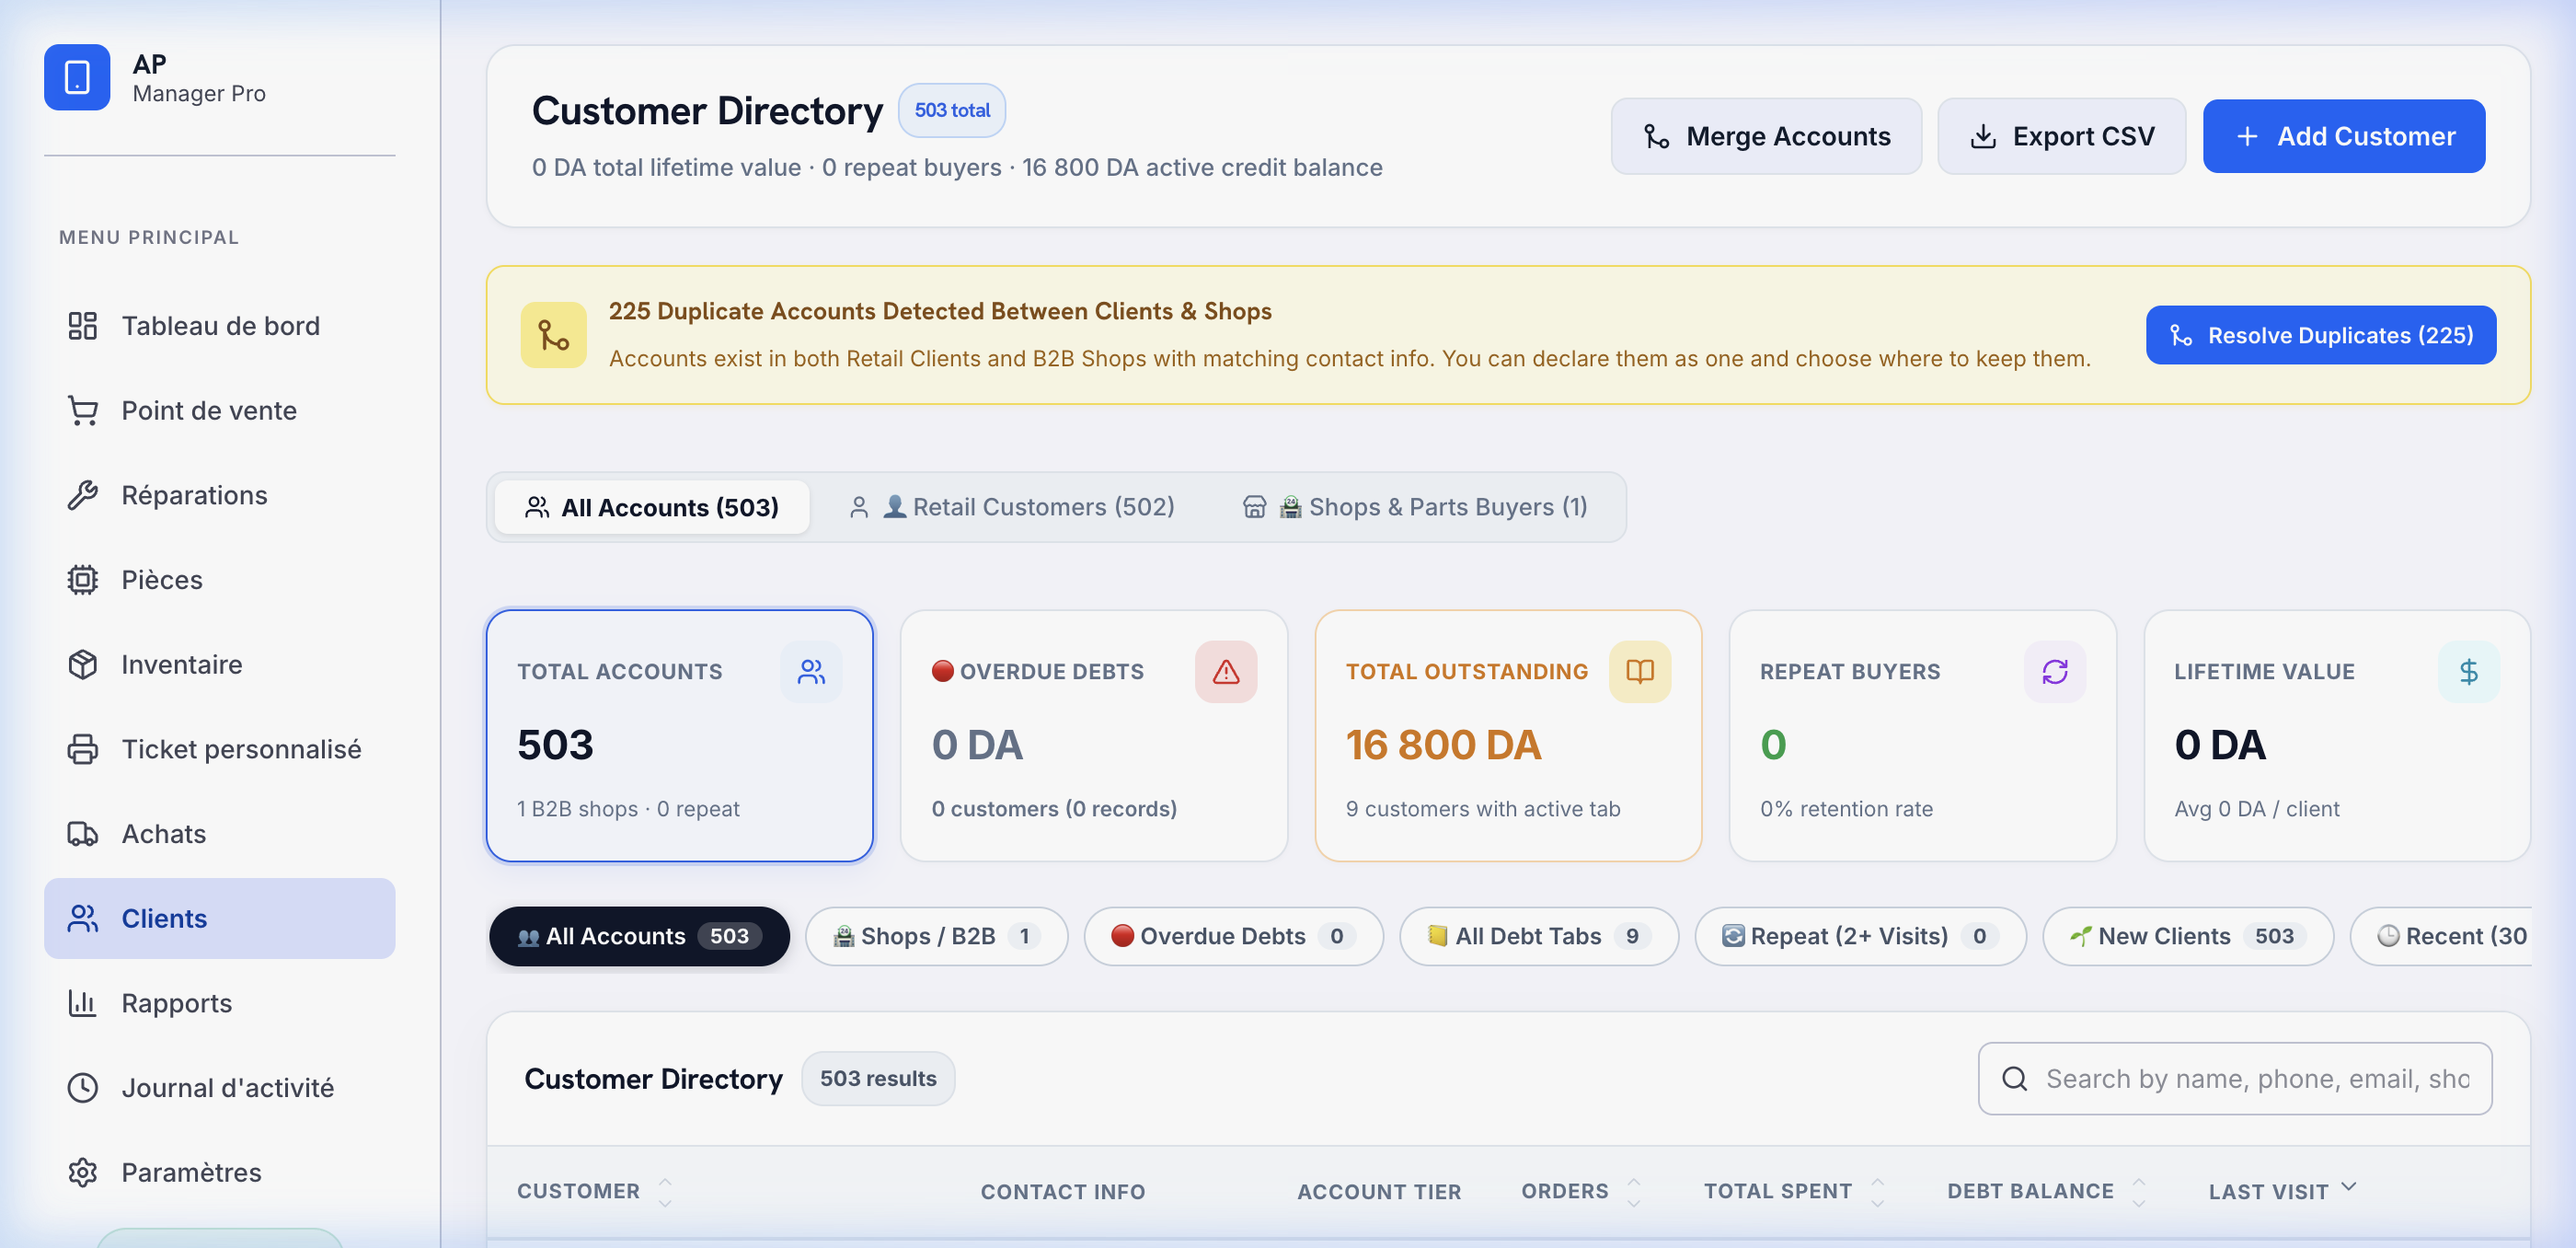 AP
Manager Pro
MENU PRINCIPAL
Tableau de bord
Point de vente
Réparations
Pièces
Inventaire
Ticket personnalisé
Achats
Clients
Rapports
Journal d'activité
Paramètres
Customer Directory 503 total
0 DA total lifetime value · 0 repeat buyers · 16 800 DA active credit balance
Merge Accounts Export CSV Add Customer
225 Duplicate Accounts Detected Between Clients & Shops
Accounts exist in both Retail Clients and B2B Shops with matching contact info. You can declare them as one and choose where to keep them.
Resolve Duplicates (225)
All Accounts (503) Retail Customers (502) Shops & Parts Buyers (1)
TOTAL ACCOUNTS
503
1 B2B shops · 0 repeat
OVERDUE DEBTS
0 DA
0 customers (0 records)
TOTAL OUTSTANDING
16 800 DA
9 customers with active tab
REPEAT BUYERS
0
0% retention rate
LIFETIME VALUE
0 DA
Avg 0 DA / client
All Accounts 503 Shops / B2B 1 Overdue Debts 0 All Debt Tabs 9 Repeat (2+ Visits) 0 New Clients 503 Recent (30
Customer Directory 503 results
Search by name, phone, email, sho
CUSTOMER CONTACT INFO ACCOUNT TIER ORDERS TOTAL SPENT DEBT BALANCE LAST VISIT